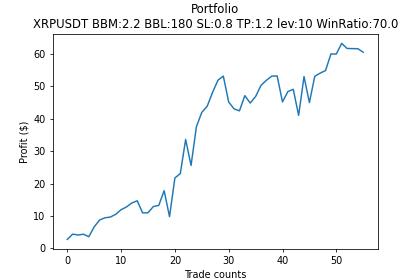 Portfolio
XRPUSDT BBM:2.2 BBL:180 SL:0.8 TP:1.2 lev:10 WinRatio:70.0
60
50
40
30
20
10
0
Profit ($)
0 10 20 30 40 50
Trade counts